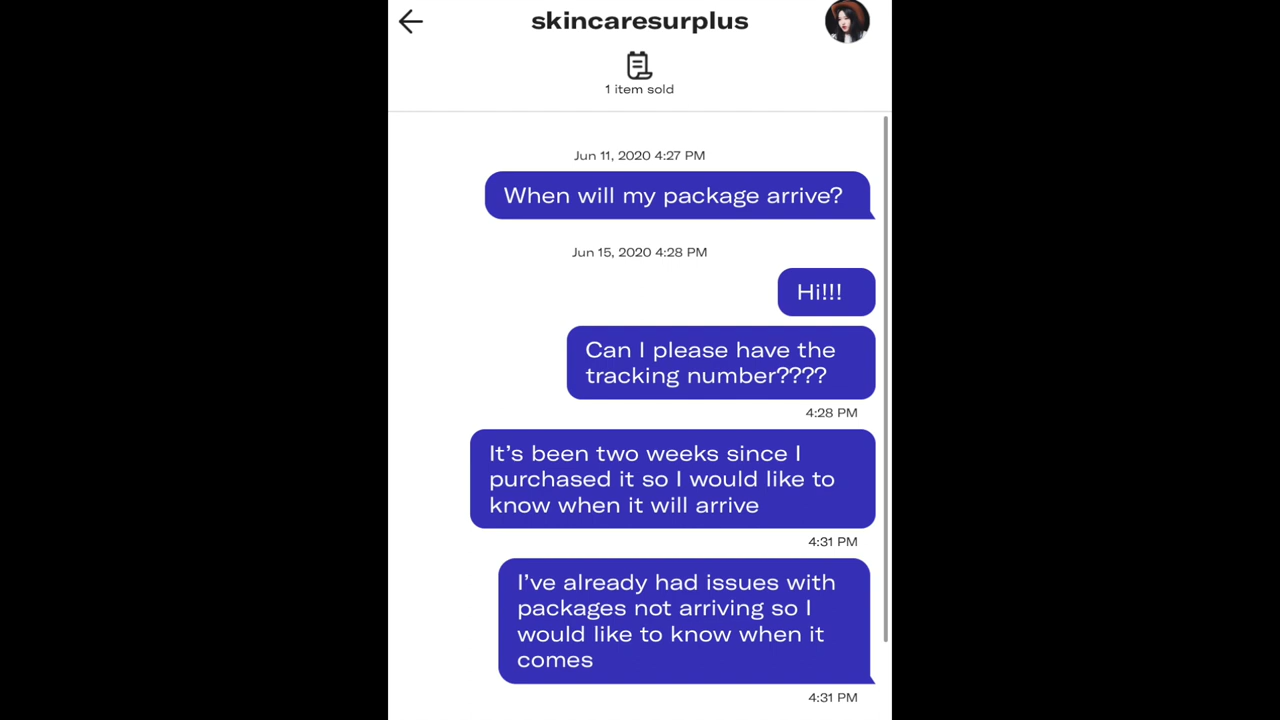 skincaresurplus
1 item sold
Jun 11, 2020 4:27 PM
When will my package arrive?
Jun 15, 2020 4:28 PM
Hi!!!
Can I please have the
tracking number????
4:28 PM
It’s been two weeks since I
purchased it so I would like to
know when it will arrive
4:31 PM
I’ve already had issues with
packages not arriving so I
would like to know when it
comes
4:31 PM